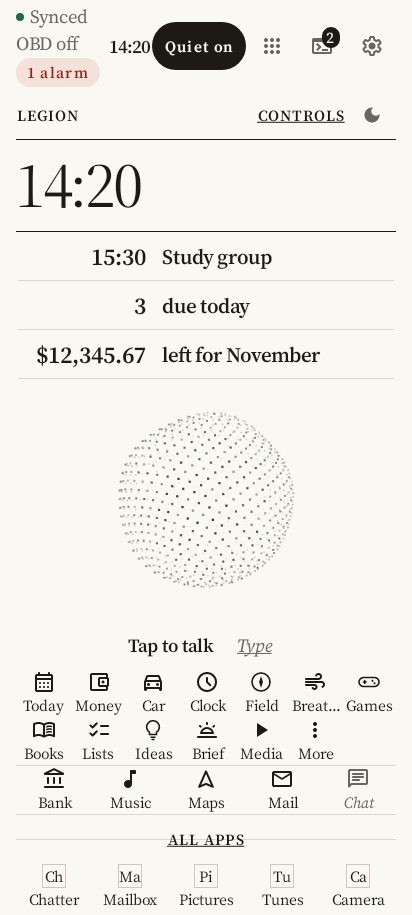 Synced
OBD off
14:20
Quiet on
2
1 alarm
LEGION
CONTROLS
14:20
15:30 Study group
3 due today
$12,345.67 left for November
Tap to talk Type
Today Money Car Clock Field Breat... Games
Books Lists Ideas Brief Media More
Bank Music Maps Mail Chat
ALL APPS
Ch Ma Pi Tu Ca
Chatter Mailbox Pictures Tunes Camera